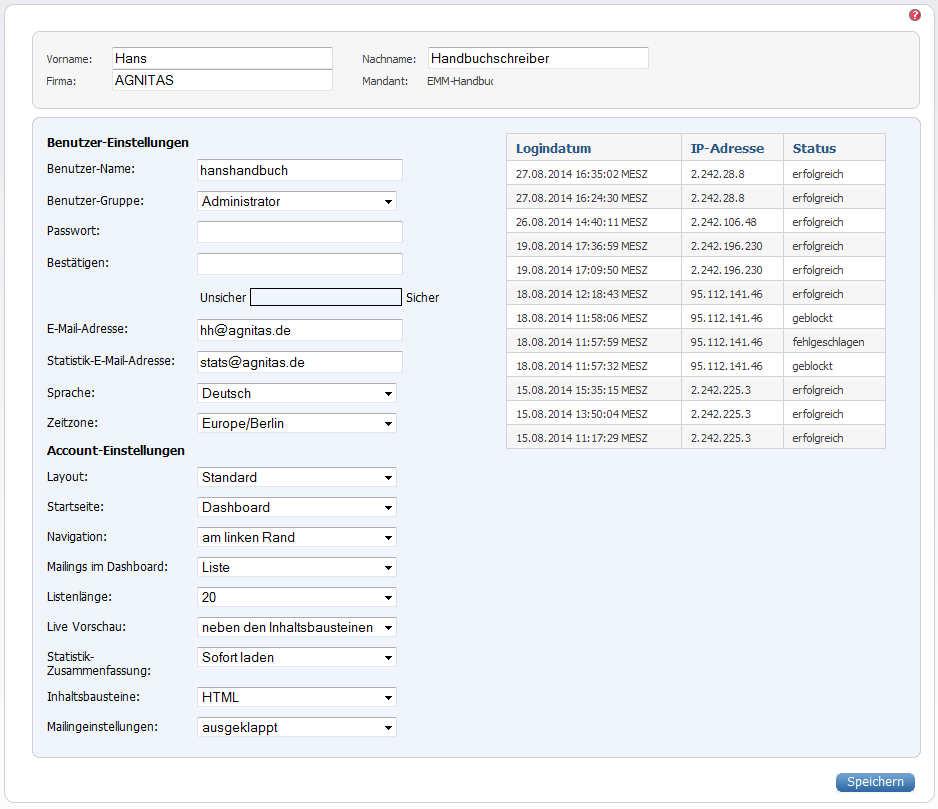 ?
Vorname: Hans Nachname: Handbuchschreiber
Firma: AGNITAS Mandant: EMM-Handbuc
Benutzer-Einstellungen
Benutzer-Name: hanshandbuch
Benutzer-Gruppe: Administrator
Passwort:
Bestätigen:
Unsicher Sicher
E-Mail-Adresse: hh@agnitas.de
Statistik-E-Mail-Adresse: stats@agnitas.de
Sprache: Deutsch
Zeitzone: Europe/Berlin
Account-Einstellungen
Layout: Standard
Startseite: Dashboard
Navigation: am linken Rand
Mailings im Dashboard: Liste
Listenlänge: 20
Live Vorschau: neben den Inhaltsbausteinen
Statistik- Sofort laden
Zusammenfassung:
Inhaltsbausteine: HTML
Mailingeinstellungen: ausgeklappt
Logindatum IP-Adresse Status
27.08.2014 16:35:02 MESZ 2.242.28.8 erfolgreich
27.08.2014 16:24:30 MESZ 2.242.28.8 erfolgreich
26.08.2014 14:40:11 MESZ 2.242.106.48 erfolgreich
19.08.2014 17:36:59 MESZ 2.242.196.230 erfolgreich
19.08.2014 17:09:50 MESZ 2.242.196.230 erfolgreich
18.08.2014 12:18:43 MESZ 95.112.141.46 erfolgreich
18.08.2014 11:58:06 MESZ 95.112.141.46 geblockt
18.08.2014 11:57:59 MESZ 95.112.141.46 fehlgeschlagen
18.08.2014 11:57:32 MESZ 95.112.141.46 geblockt
15.08.2014 15:35:15 MESZ 2.242.225.3 erfolgreich
15.08.2014 13:50:04 MESZ 2.242.225.3 erfolgreich
15.08.2014 11:17:29 MESZ 2.242.225.3 erfolgreich
Speichern